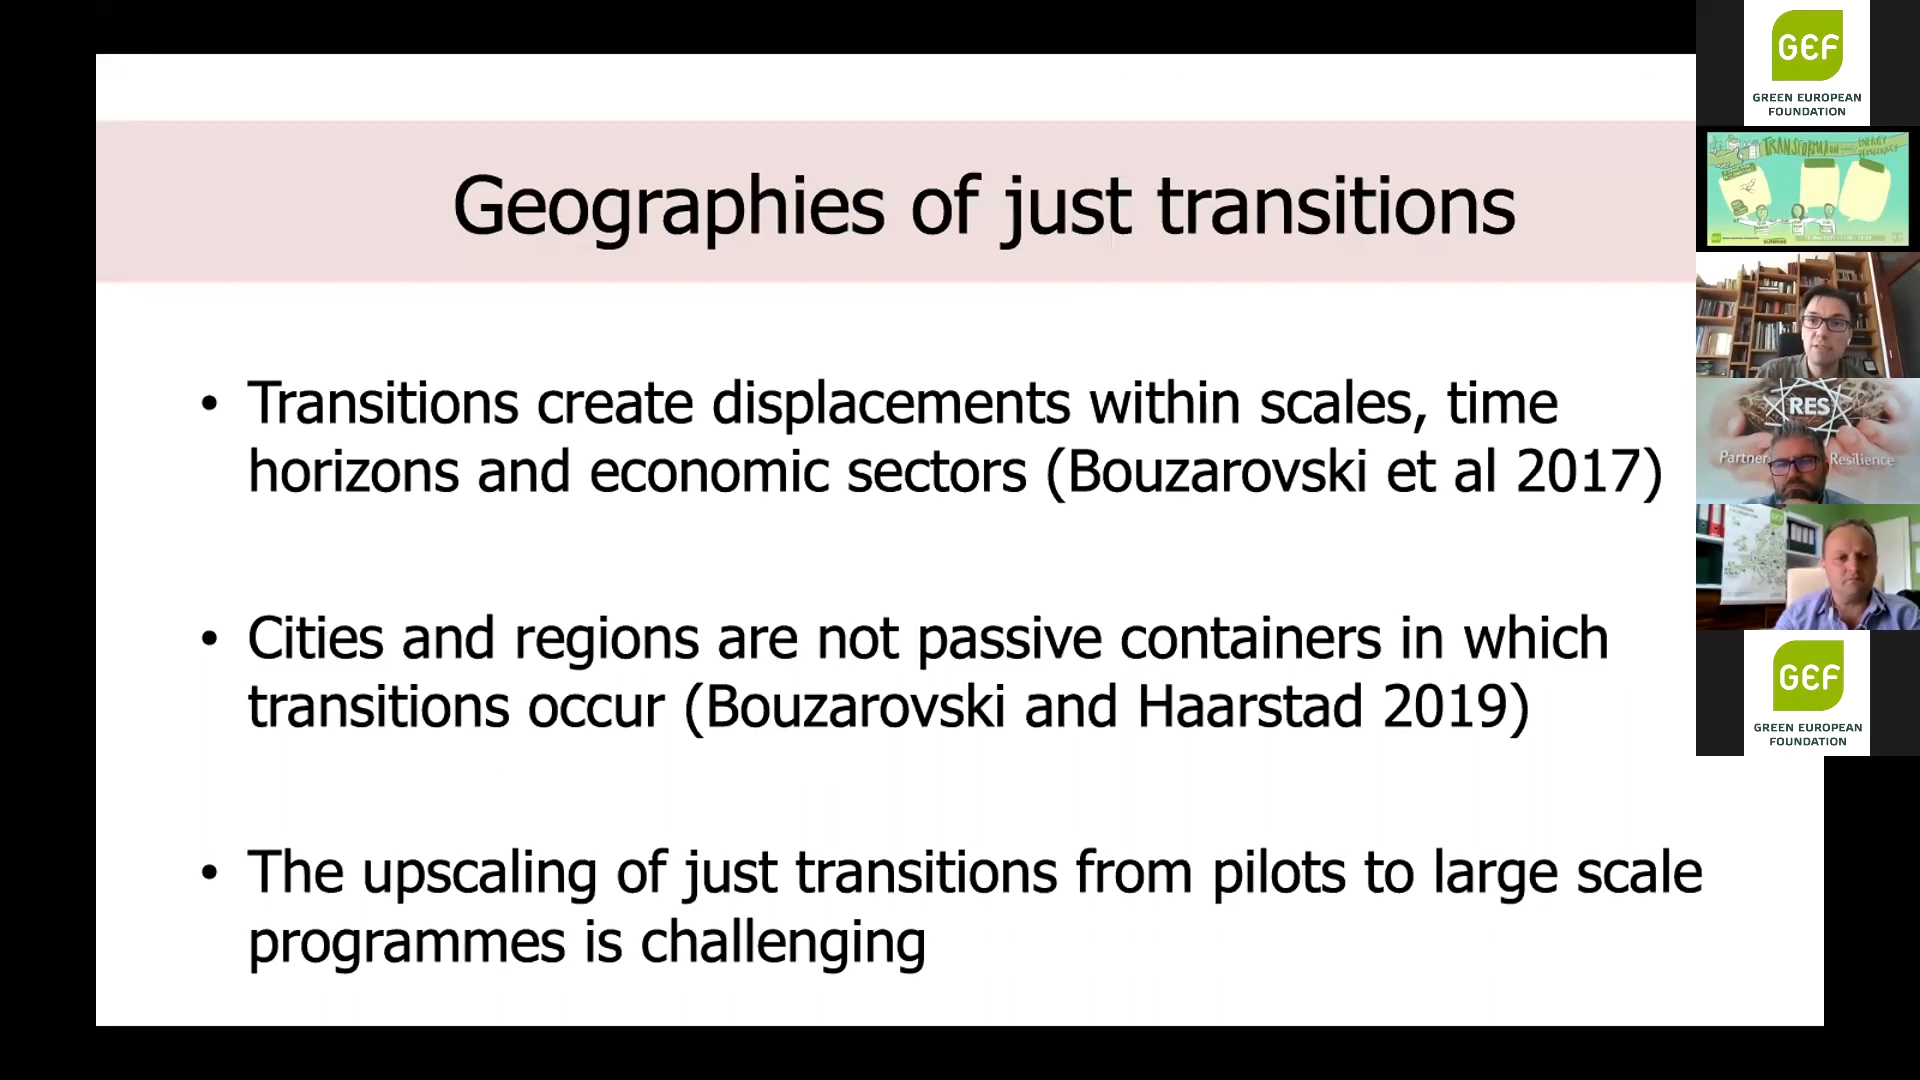 Geographies of just transitions
• Transitions create displacements within scales, time
horizons and economic sectors (Bouzarovski et al 2017)
• Cities and regions are not passive containers in which
transitions occur (Bouzarovski and Haarstad 2019)
• The upscaling of just transitions from pilots to large scale
programmes is challenging
GEF
GREEN EUROPEAN
FOUNDATION
TRANSFORMATION
ENERGY
DEMOCRACY
RES
Partner
Resilience
GEF
GREEN EUROPEAN
FOUNDATION